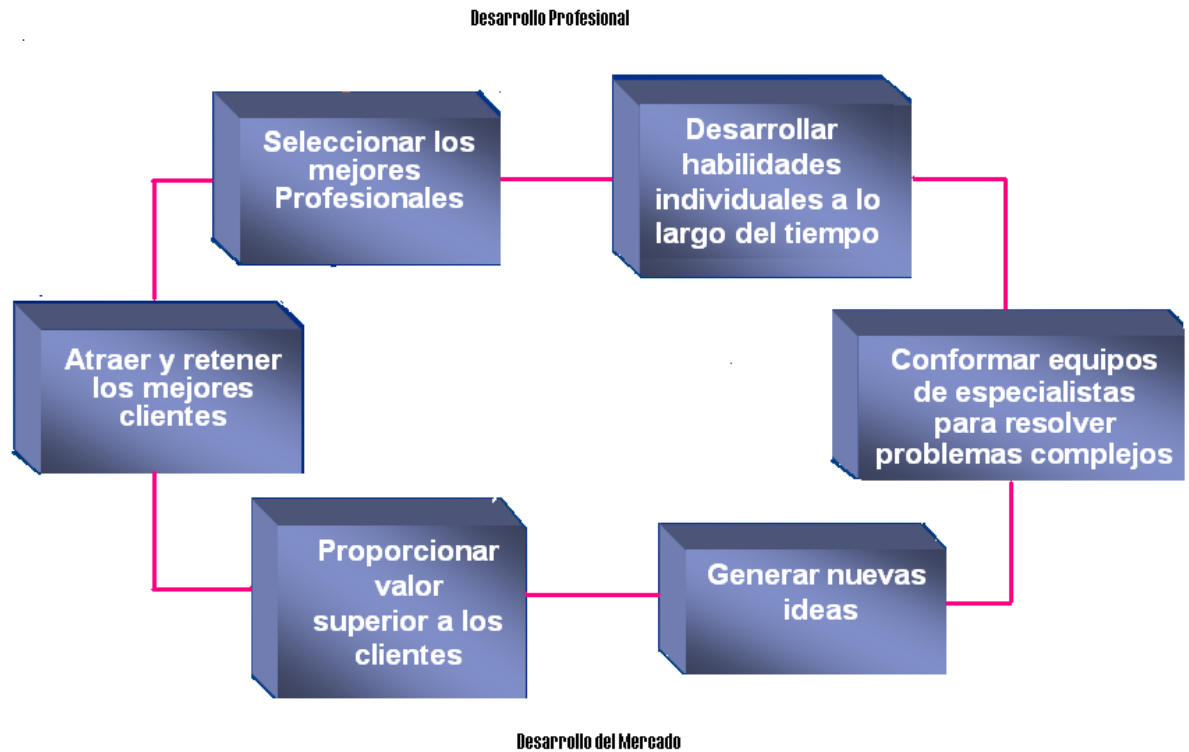 Desarrollo Profesional
Seleccionar los
mejores
Profesionales
Desarrollar
habilidades
individuales a lo
largo del tiempo
Atraer y retener
los mejores
clientes
Conformar equipos
de especialistas
para resolver
problemas complejos
Proporcionar
valor
superior a los
clientes
Generar nuevas
ideas
Desarrollo del Mercado